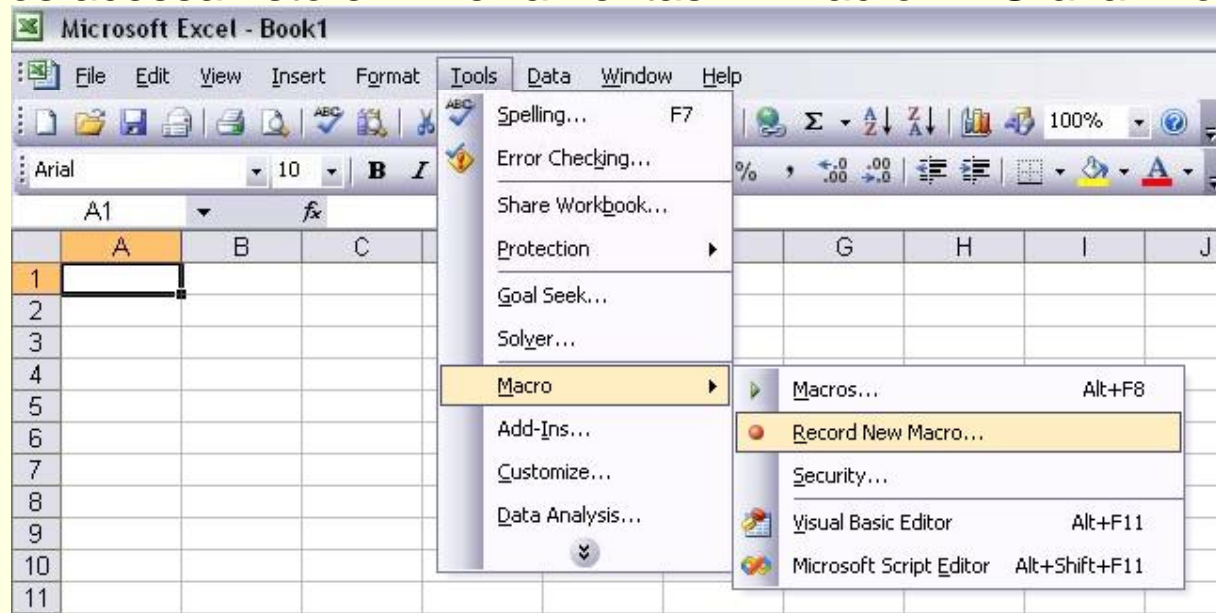 Microsoft Excel - Book1
File Edit View Insert Format Tools Data Window Help
100%
Arial 10 B I % , .00 .00 A
A1 fx
A B C G H I J
1
2
3
4
5
6
7
8
9
10
11
Spelling... F7
Error Checking...
Share Workbook...
Protection
Goal Seek...
Solver...
Macro
Add-Ins...
Customize...
Data Analysis...
Macros... Alt+F8
Record New Macro...
Security...
Visual Basic Editor Alt+F11
Microsoft Script Editor Alt+Shift+F11